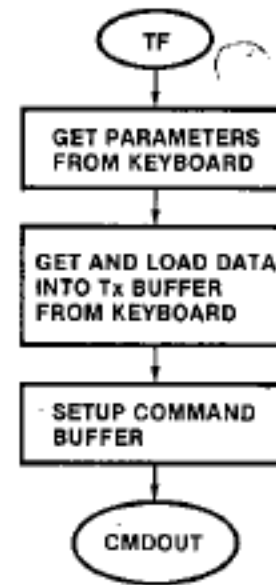 TF
GET PARAMETERS
FROM KEYBOARD
GET AND LOAD DATA
INTO Tx BUFFER
FROM KEYBOARD
SETUP COMMAND
BUFFER
CMDOUT